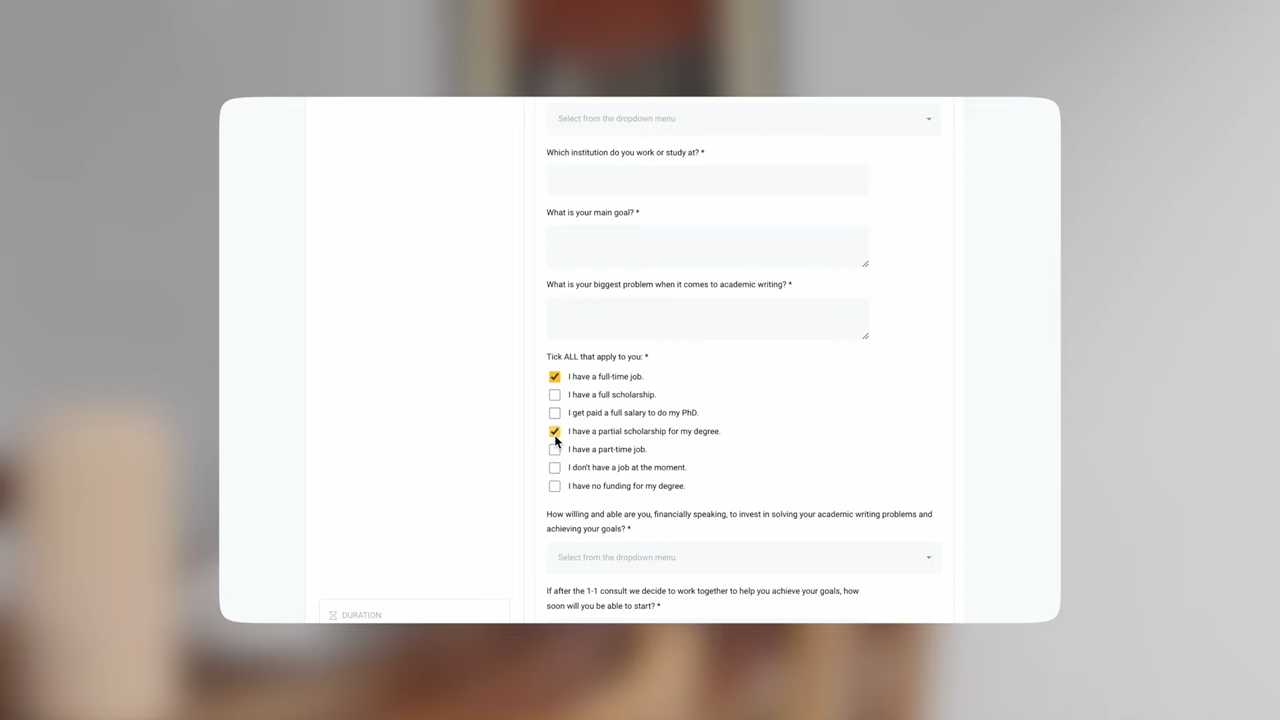 Select from the dropdown menu
Which institution do you work or study at? *
What is your main goal? *
What is your biggest problem when it comes to academic writing? *
Tick ALL that apply to you: *
I have a full-time job.
I have a full scholarship.
I get paid a full salary to do my PhD.
I have a partial scholarship for my degree.
I have a part-time job.
I don't have a job at the moment.
I have no funding for my degree.
How willing and able are you, financially speaking, to invest in solving your academic writing problems and
achieving your goals? *
Select from the dropdown menu
If after the 1-1 consult we decide to work together to help you achieve your goals, how
soon will you be able to start? *
DURATION